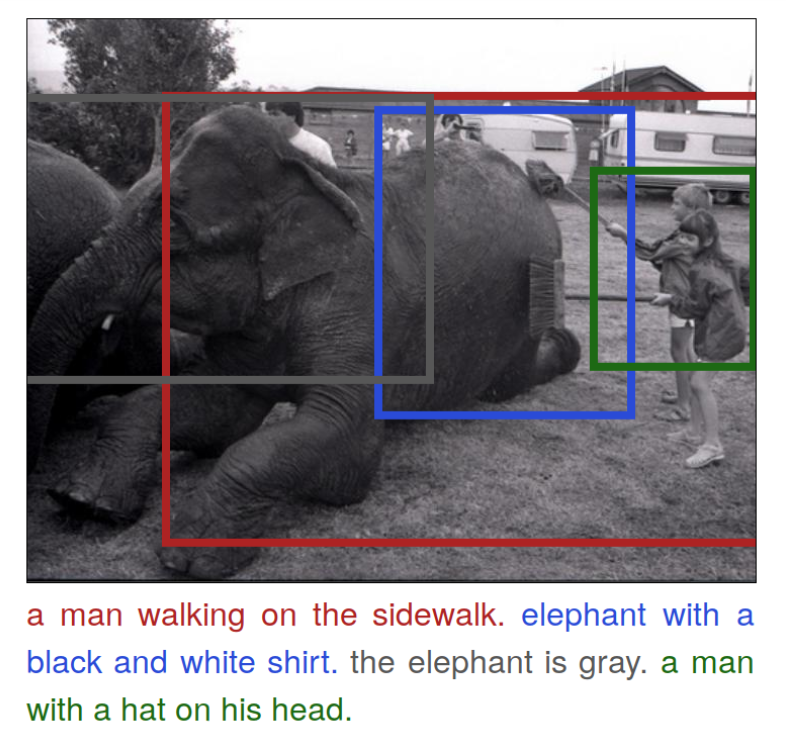 a man walking on the sidewalk. elephant with a
black and white shirt. the elephant is gray. a man
with a hat on his head.